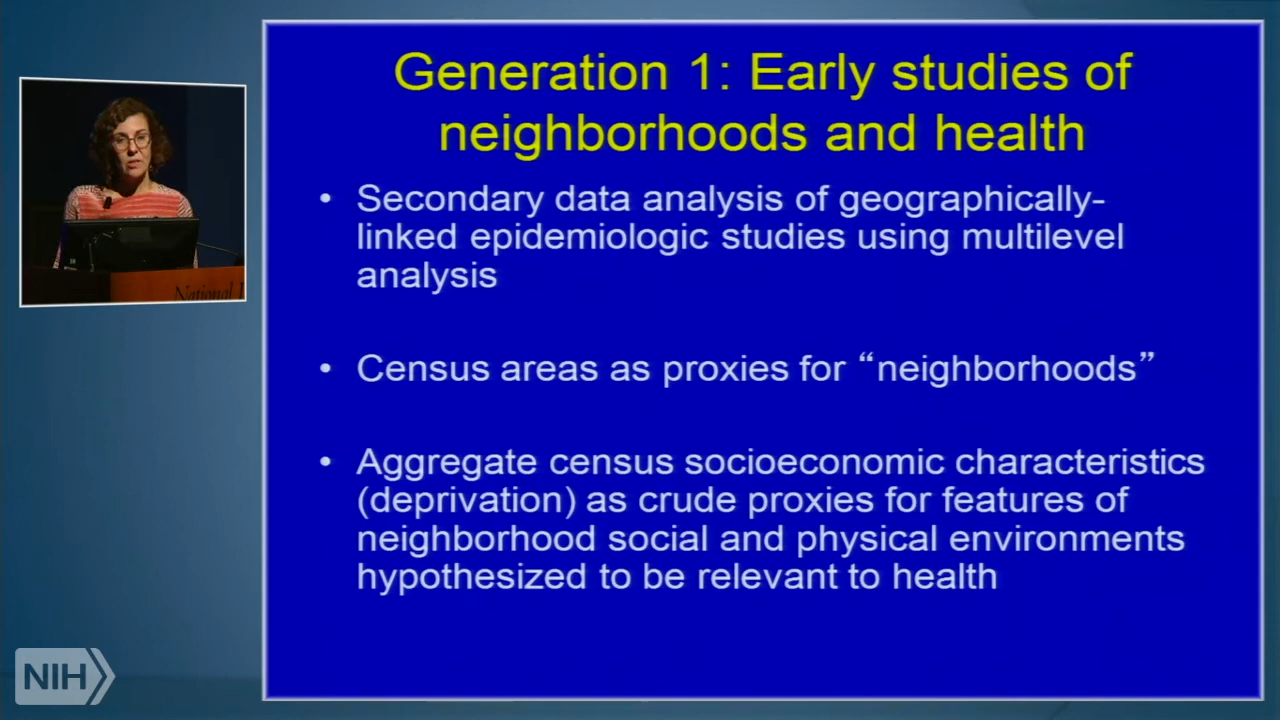 Generation 1: Early studies of
neighborhoods and health
• Secondary data analysis of geographically-
linked epidemiologic studies using multilevel
analysis
• Census areas as proxies for “neighborhoods”
• Aggregate census socioeconomic characteristics
(deprivation) as crude proxies for features of
neighborhood social and physical environments
hypothesized to be relevant to health
National
NIH